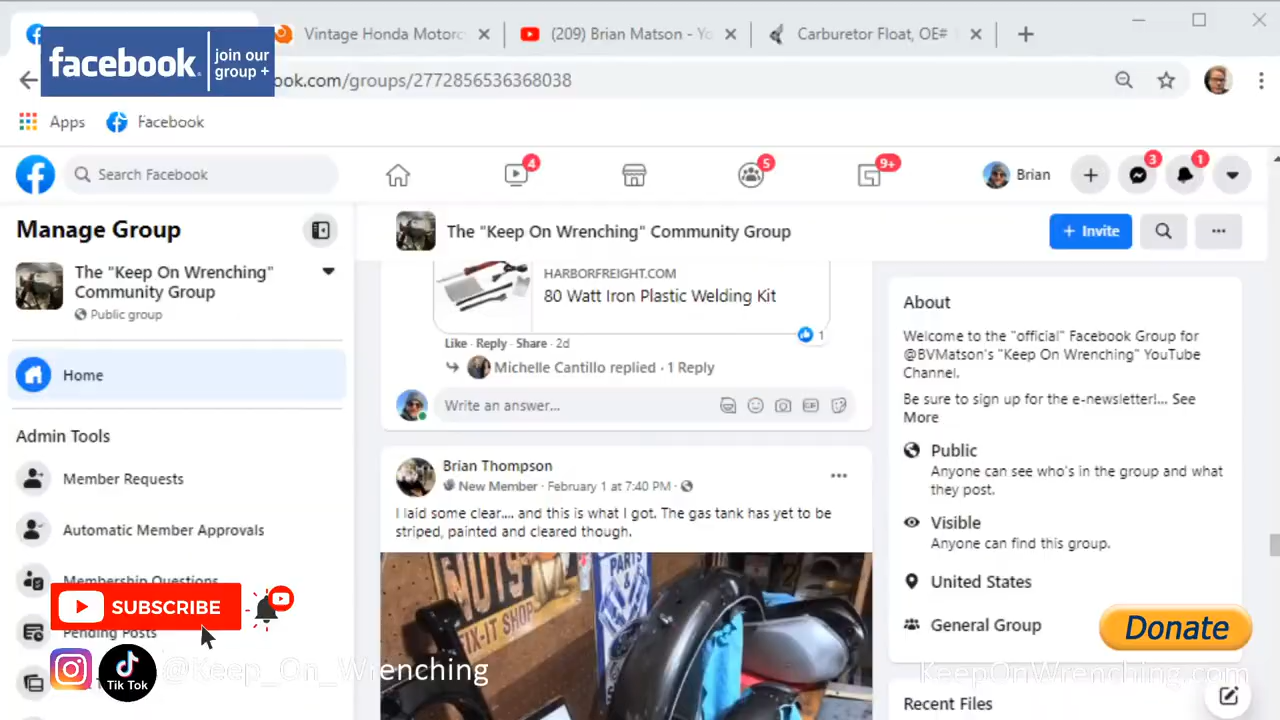 Vintage Honda Motorc
(209) Brian Matson - Yo
Carburetor Float, OE#
facebook.
join our
group +
ook.com/groups/2772856536368038
Apps
Facebook
Search Facebook
4
5
9+
Brian
3
1
Manage Group
The "Keep On Wrenching" Community Group
+ Invite
The "Keep On Wrenching"
Community Group
Public group
Home
Admin Tools
Member Requests
Automatic Member Approvals
Membership Questions
Pending Posts
SUBSCRIBE
Tik Tok
@Keep_On_Wrenching
HARBORFREIGHT.COM
80 Watt Iron Plastic Welding Kit
1
Like · Reply · Share · 2d
Michelle Cantillo replied · 1 Reply
Write an answer...
GIF
Brian Thompson
New Member · February 1 at 7:40 PM ·
I laid some clear.... and this is what I got. The gas tank has yet to be
striped, painted and cleared though.
FIX-IT SHOP
PARTS
About
Welcome to the "official" Facebook Group for
@BVMatson's "Keep On Wrenching" YouTube
Channel.
Be sure to sign up for the e-newsletter!... See
More
Public
Anyone can see who's in the group and what
they post.
Visible
Anyone can find this group.
United States
General Group
Donate
KeepOnWrenching.com
Recent Files